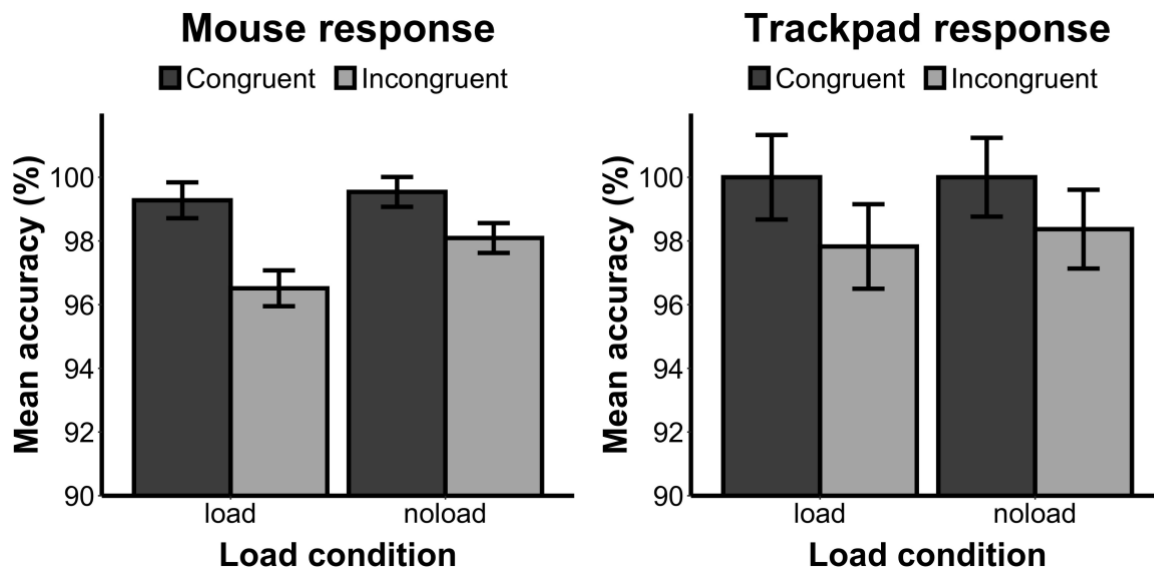 Mouse response
Congruent Incongruent
Mean accuracy (%)
100
98
96
94
92
90
load noload
Load condition
Trackpad response
Congruent Incongruent
Mean accuracy (%)
100
98
96
94
92
90
load noload
Load condition